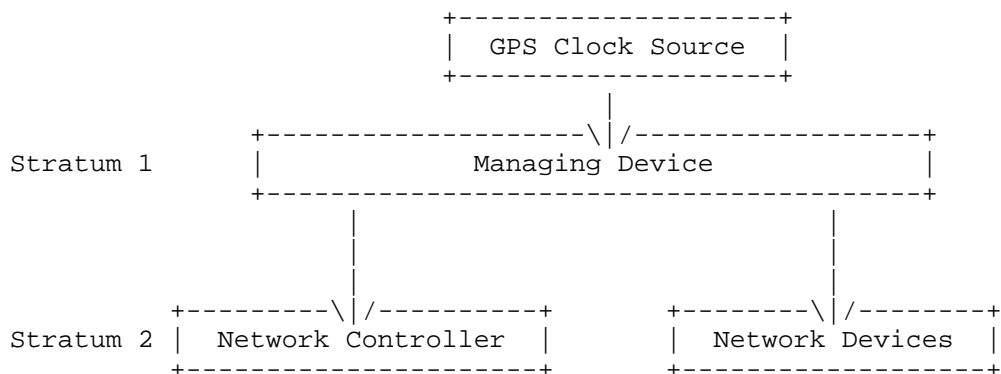 GPS Clock Source
Stratum 1 Managing Device
Stratum 2 Network Controller Network Devices